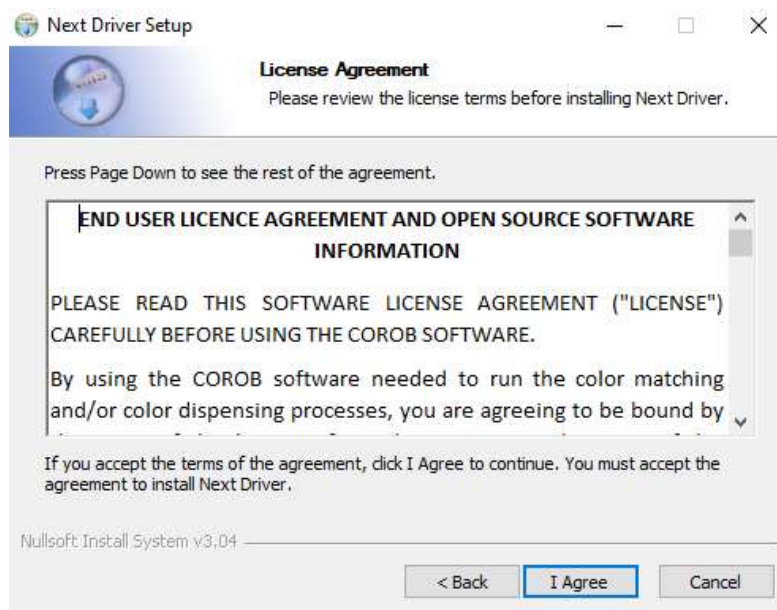 Next Driver Setup
License Agreement
Please review the license terms before installing Next Driver.
Press Page Down to see the rest of the agreement.
END USER LICENCE AGREEMENT AND OPEN SOURCE SOFTWARE
INFORMATION
PLEASE READ THIS SOFTWARE LICENSE AGREEMENT ("LICENSE")
CAREFULLY BEFORE USING THE COROB SOFTWARE.
By using the COROB software needed to run the color matching
and/or color dispensing processes, you are agreeing to be bound by
If you accept the terms of the agreement, click I Agree to continue. You must accept the
agreement to install Next Driver.
Nullsoft Install System v3.04
< Back
I Agree
Cancel